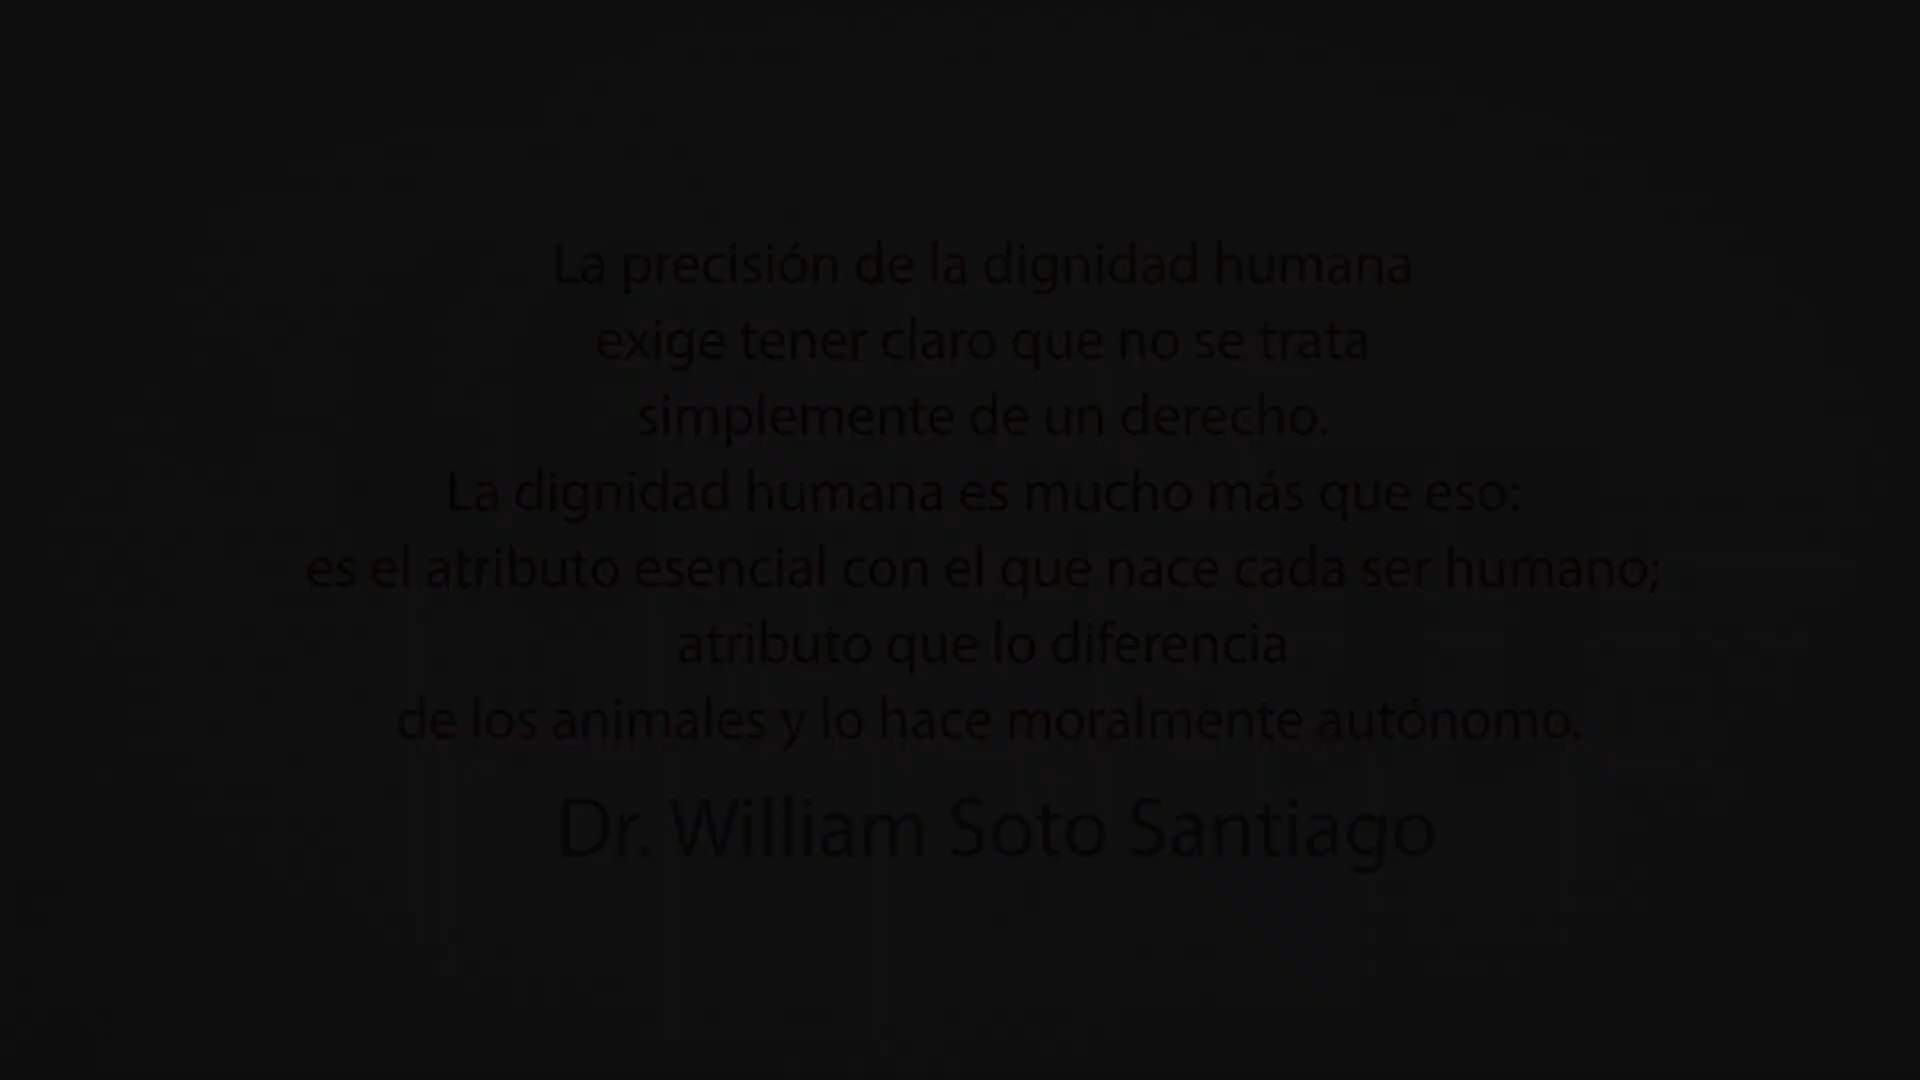 La precisión de la dignidad humana
exige tener claro que no se trata
simplemente de un derecho.
La dignidad humana es mucho más que eso:
es el atributo esencial con el que nace cada ser humano;
atributo que lo diferencia
de los animales y lo hace moralmente autónomo.
Dr. William Soto Santiago